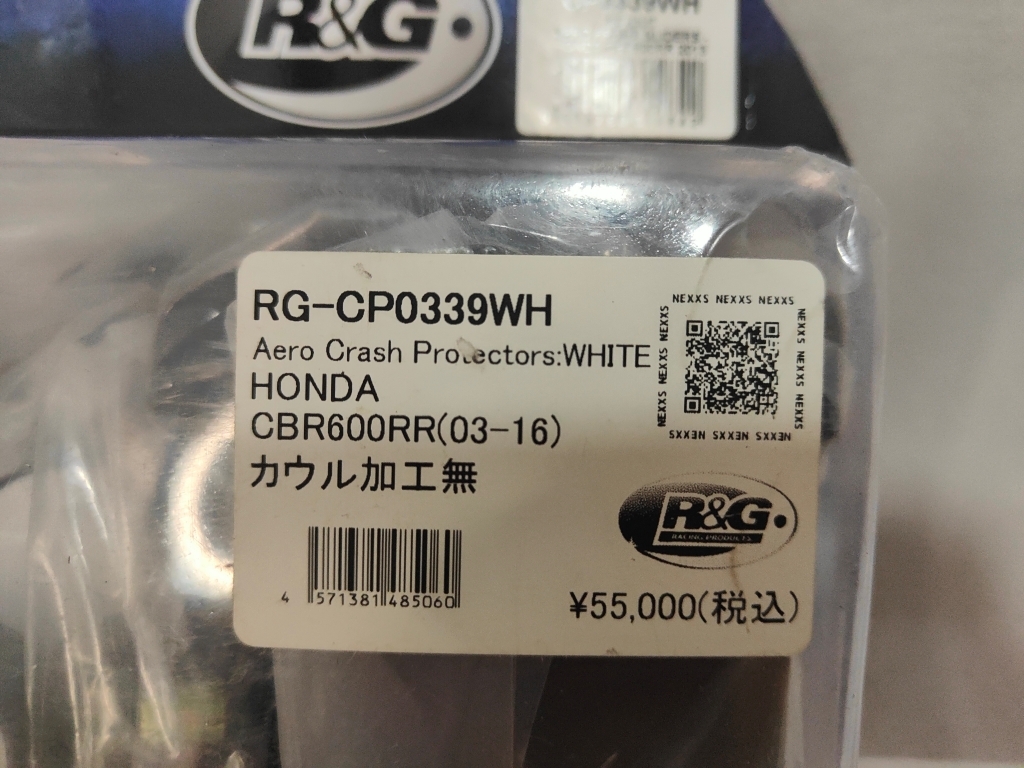 R&G
0339WH
RG-CP0339WH
Aero Crash Protectors:WHITE
HONDA
CBR600RR(03-16)
カウル加工無
NEXXS NEXXS NEXXS
NEXXS NEXXS NEXXS
NEXXS NEXXS NEXXS
NEXXS NEXXS NEXXS
R&G
RACING PRODUCTS
4 571381 485060
¥55,000(税込)